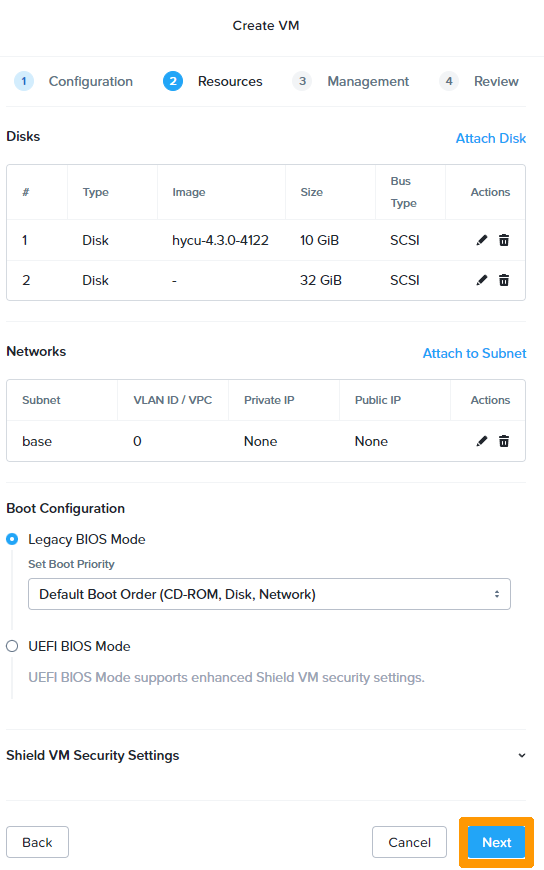 Create VM
1 Configuration 2 Resources 3 Management 4 Review
Disks Attach Disk
# Type Image Size Bus Type Actions
1 Disk hycu-4.3.0-4122 10 GiB SCSI
2 Disk - 32 GiB SCSI
Networks Attach to Subnet
Subnet VLAN ID / VPC Private IP Public IP Actions
base 0 None None
Boot Configuration
Legacy BIOS Mode
Set Boot Priority
Default Boot Order (CD-ROM, Disk, Network)
UEFI BIOS Mode
UEFI BIOS Mode supports enhanced Shield VM security settings.
Shield VM Security Settings
Back Cancel Next